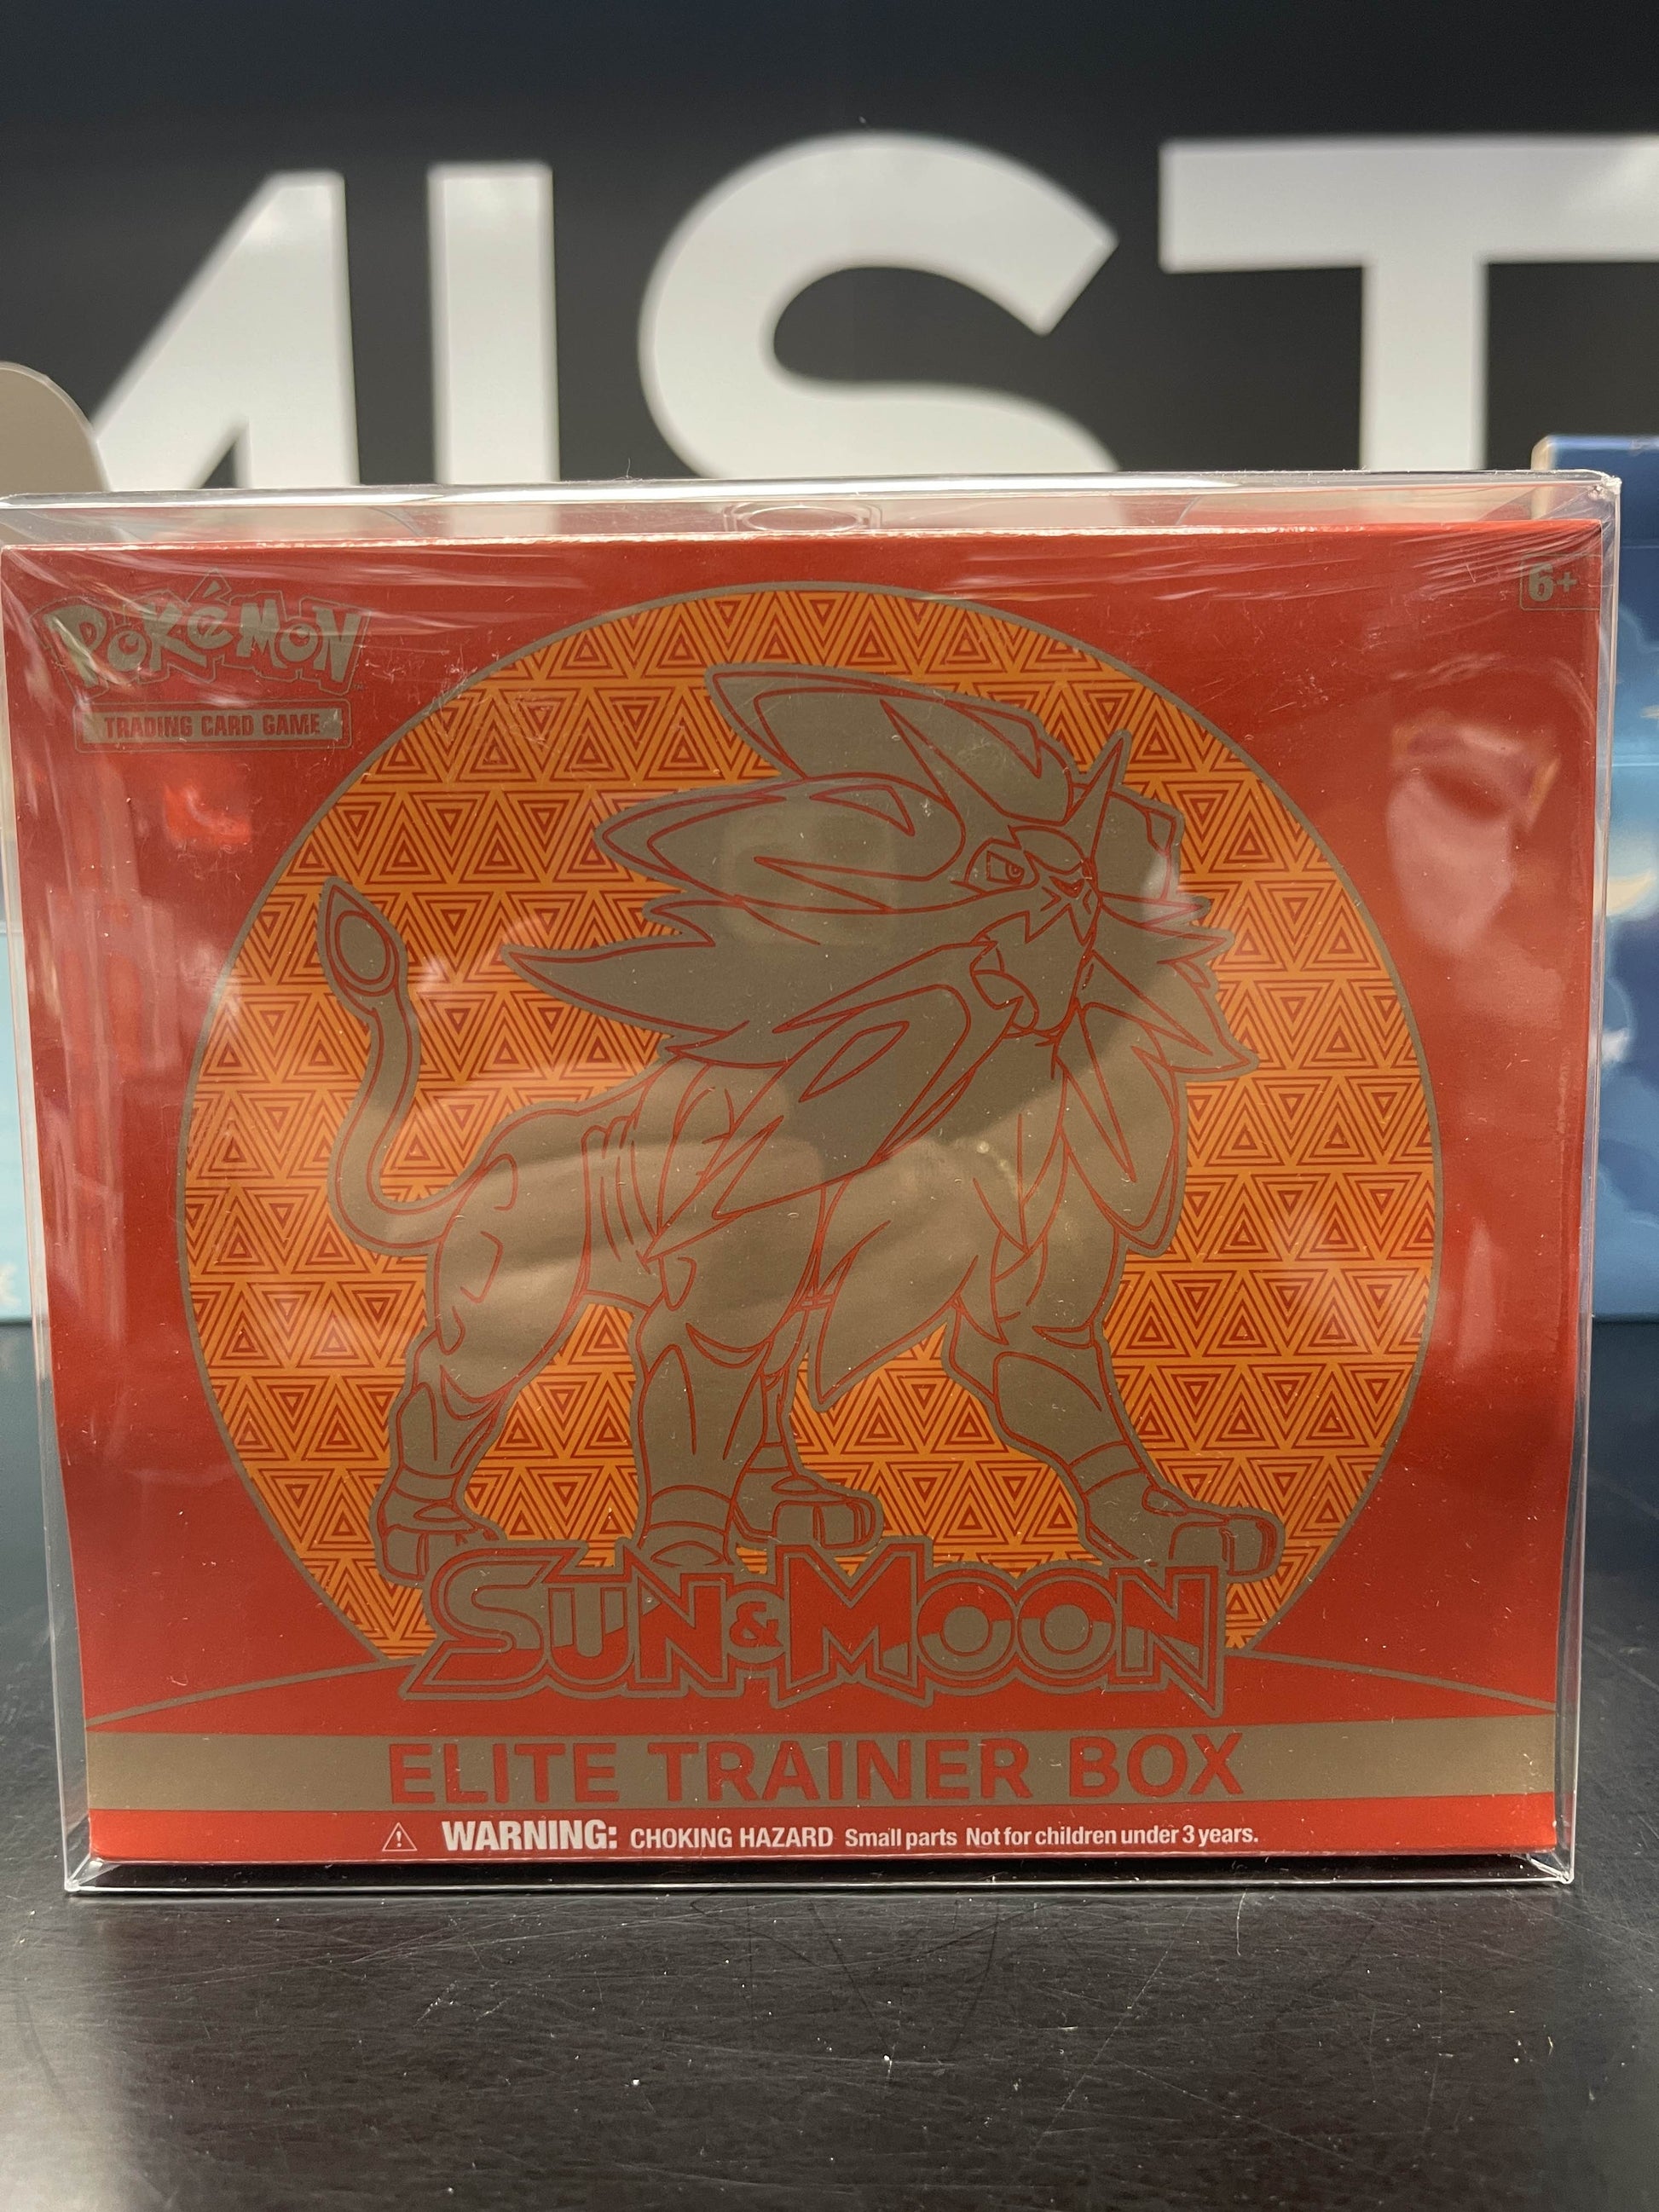 MIST
POKéMON
TRADING CARD GAME
6+
SUN&MOON
ELITE TRAINER BOX
WARNING: CHOKING HAZARD Small parts Not for children under 3 years.